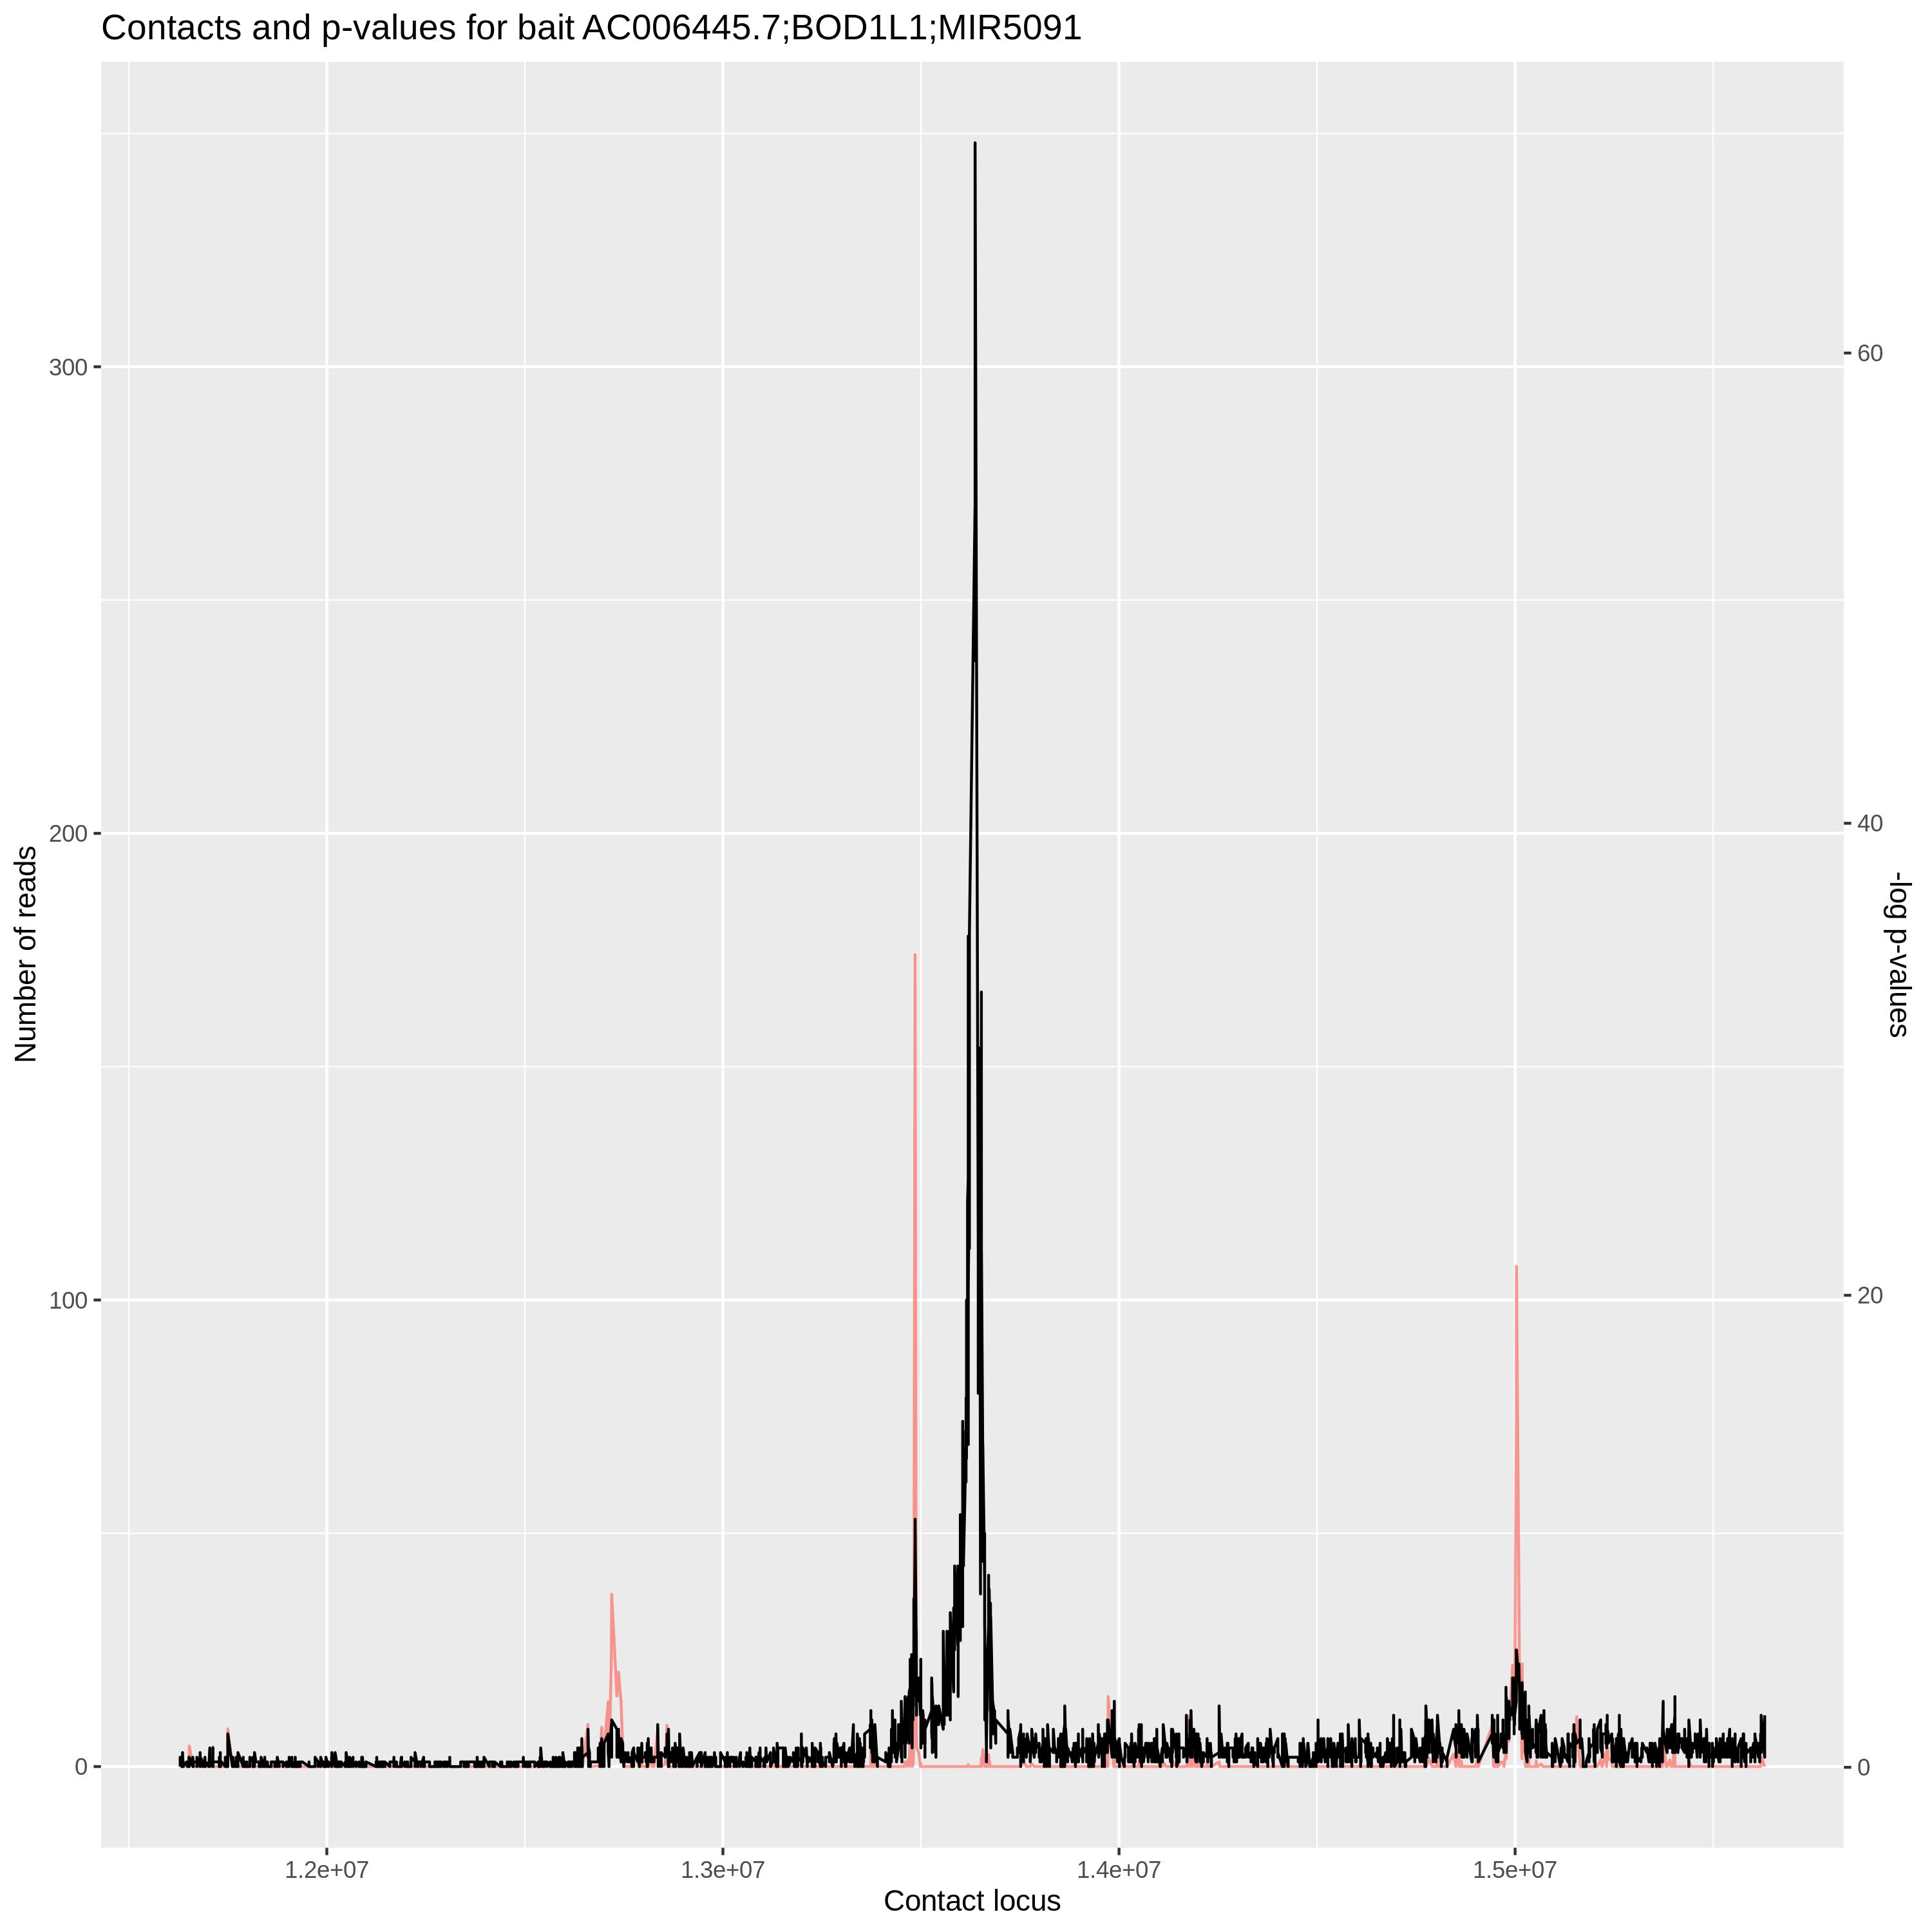 Contacts and p-values for bait AC006445.7;BOD1L1;MIR5091
300
200
100
0
Number of reads
60
40
20
0
-log p-values
1.2e+07
1.3e+07
1.4e+07
1.5e+07
Contact locus